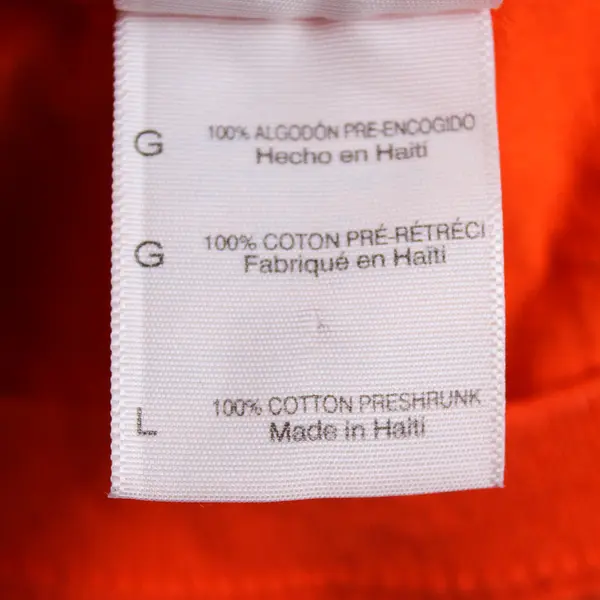 G 100% ALGODÓN PRE-ENCOGIDO
Hecho en Haití
G 100% COTON PRÉ-RÉTRÉCI
Fabriqué en Haïti
L 100% COTTON PRESHRUNK
Made in Haiti